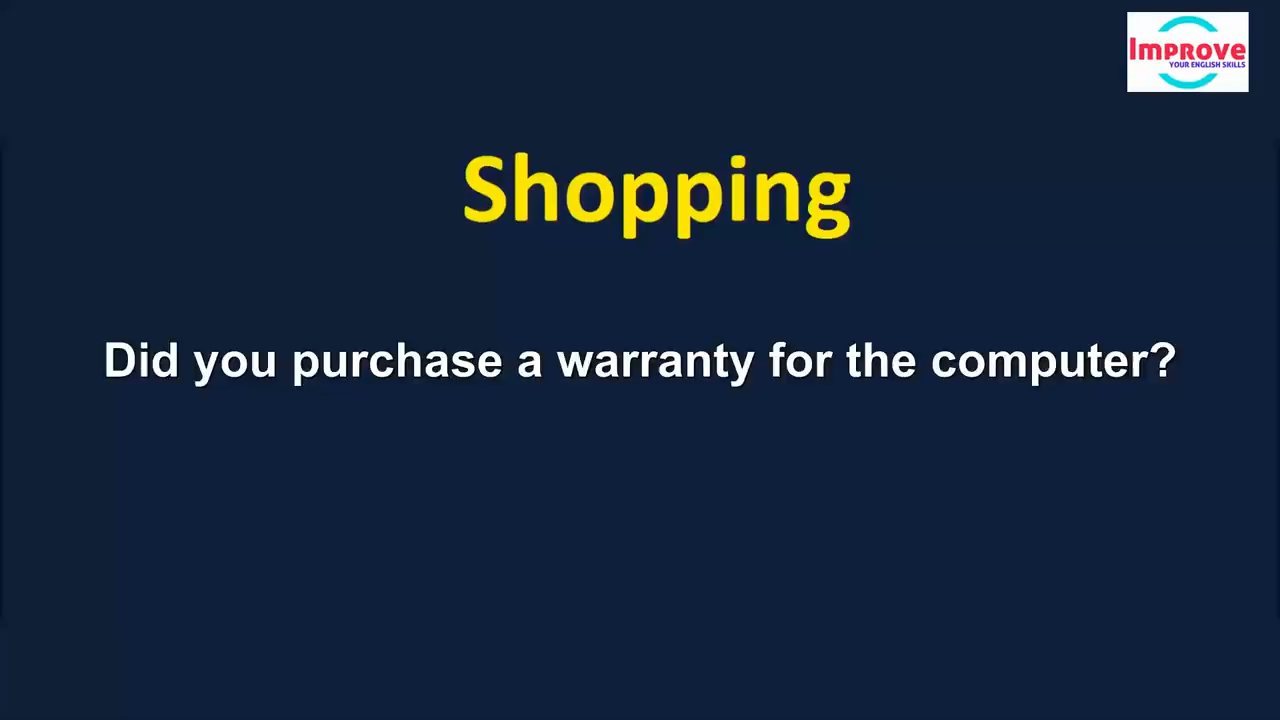 Improve
YOUR ENGLISH SKILLS
Shopping
Did you purchase a warranty for the computer?